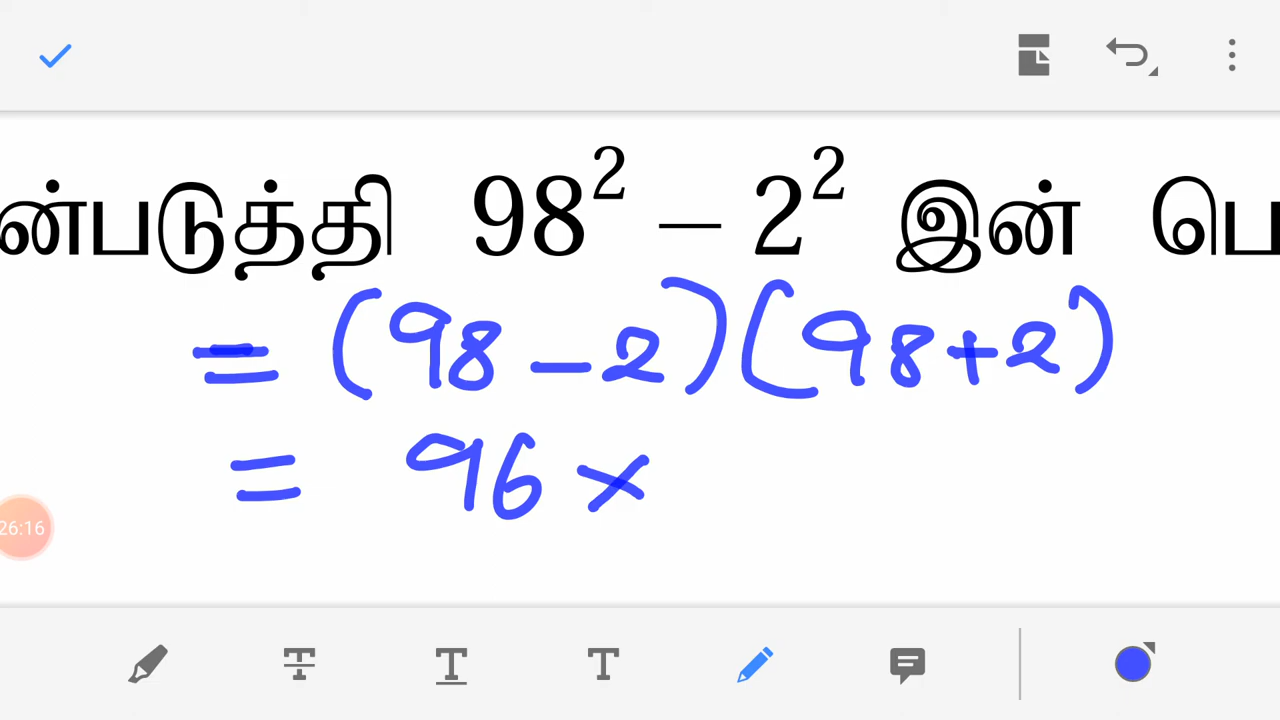 ன்படுத்தி 98² − 2² இன் பெ
= (98 − 2)(98 + 2)
= 96 ×
26:16